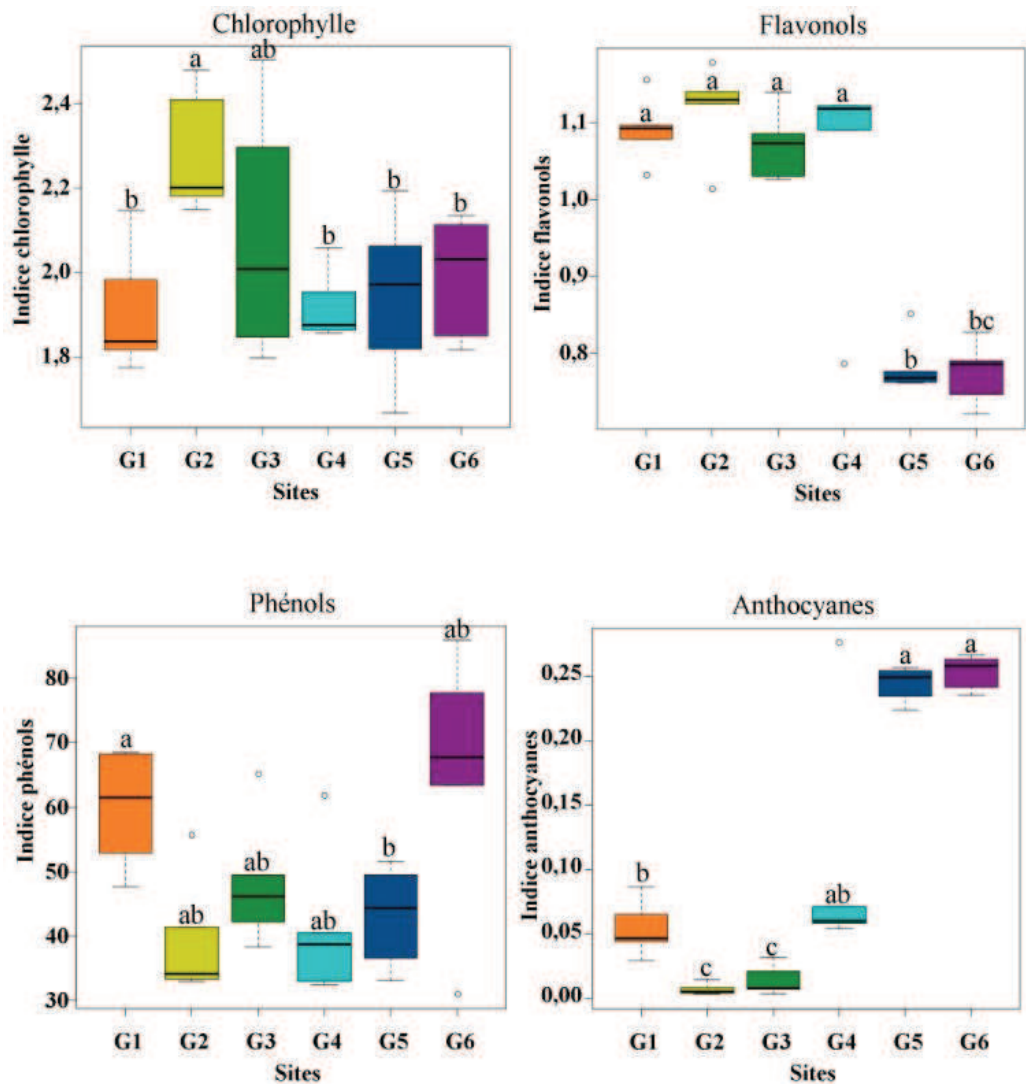 Chlorophylle
Indice chlorophylle
2,4
2,2
2,0
1,8
b
a
ab
b
b
b
G1 G2 G3 G4 G5 G6
Sites
Flavonols
Indice flavonols
1,1
1,0
0,9
0,8
a
a
a
a
b
bc
G1 G2 G3 G4 G5 G6
Sites
Phénols
Indice phénols
80
70
60
50
40
30
a
ab
ab
ab
b
ab
G1 G2 G3 G4 G5 G6
Sites
Anthocyanes
Indice anthocyanes
0,25
0,20
0,15
0,10
0,05
0,00
b
c
c
ab
a
a
G1 G2 G3 G4 G5 G6
Sites